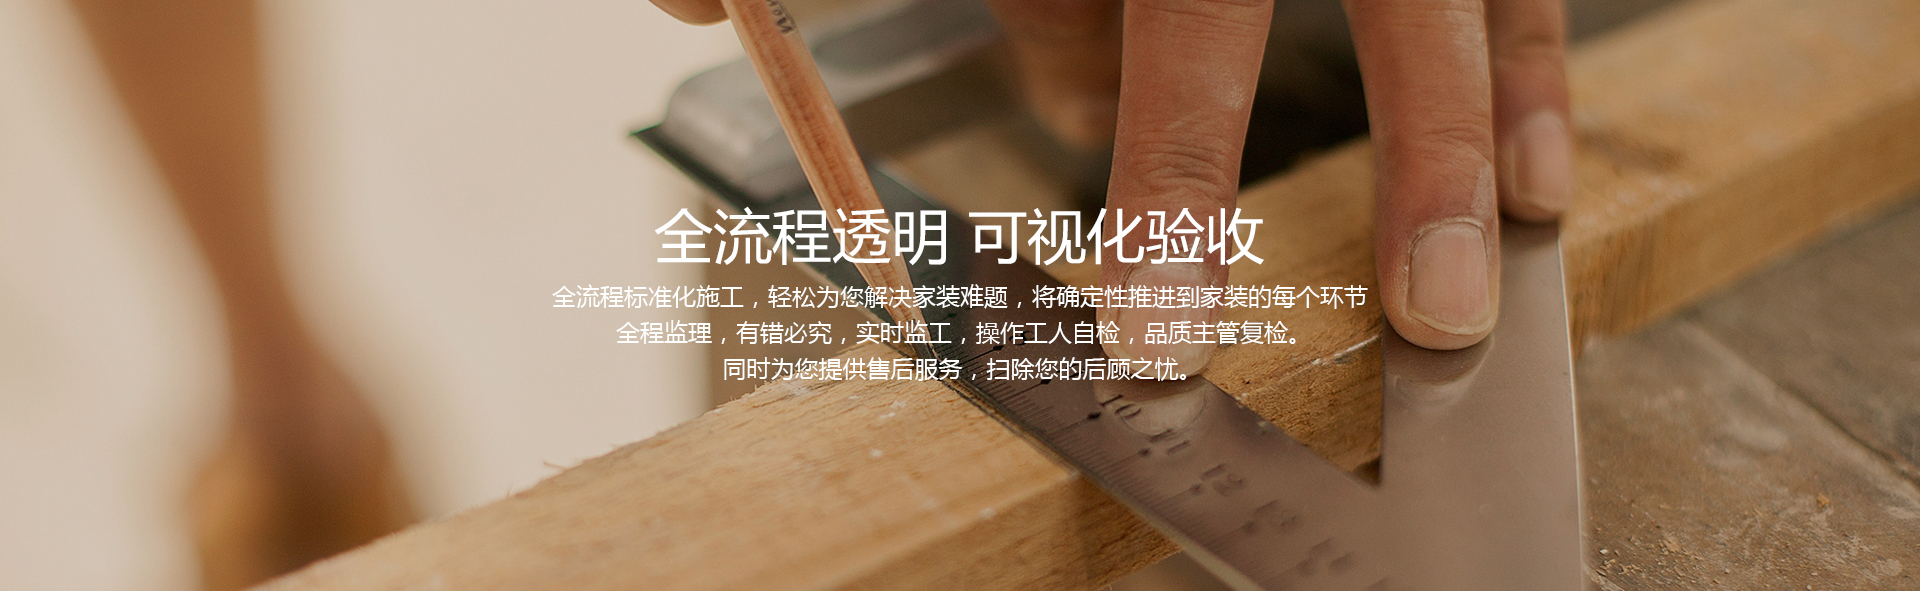 全流程透明 可视化验收
全流程标准化施工，轻松为您解决家装难题，将确定性推进到家装的每个环节
全程监理，有错必究，实时监工，操作工人自检，品质主管复检。
同时为您提供售后服务，扫除您的后顾之忧。
10
11
12